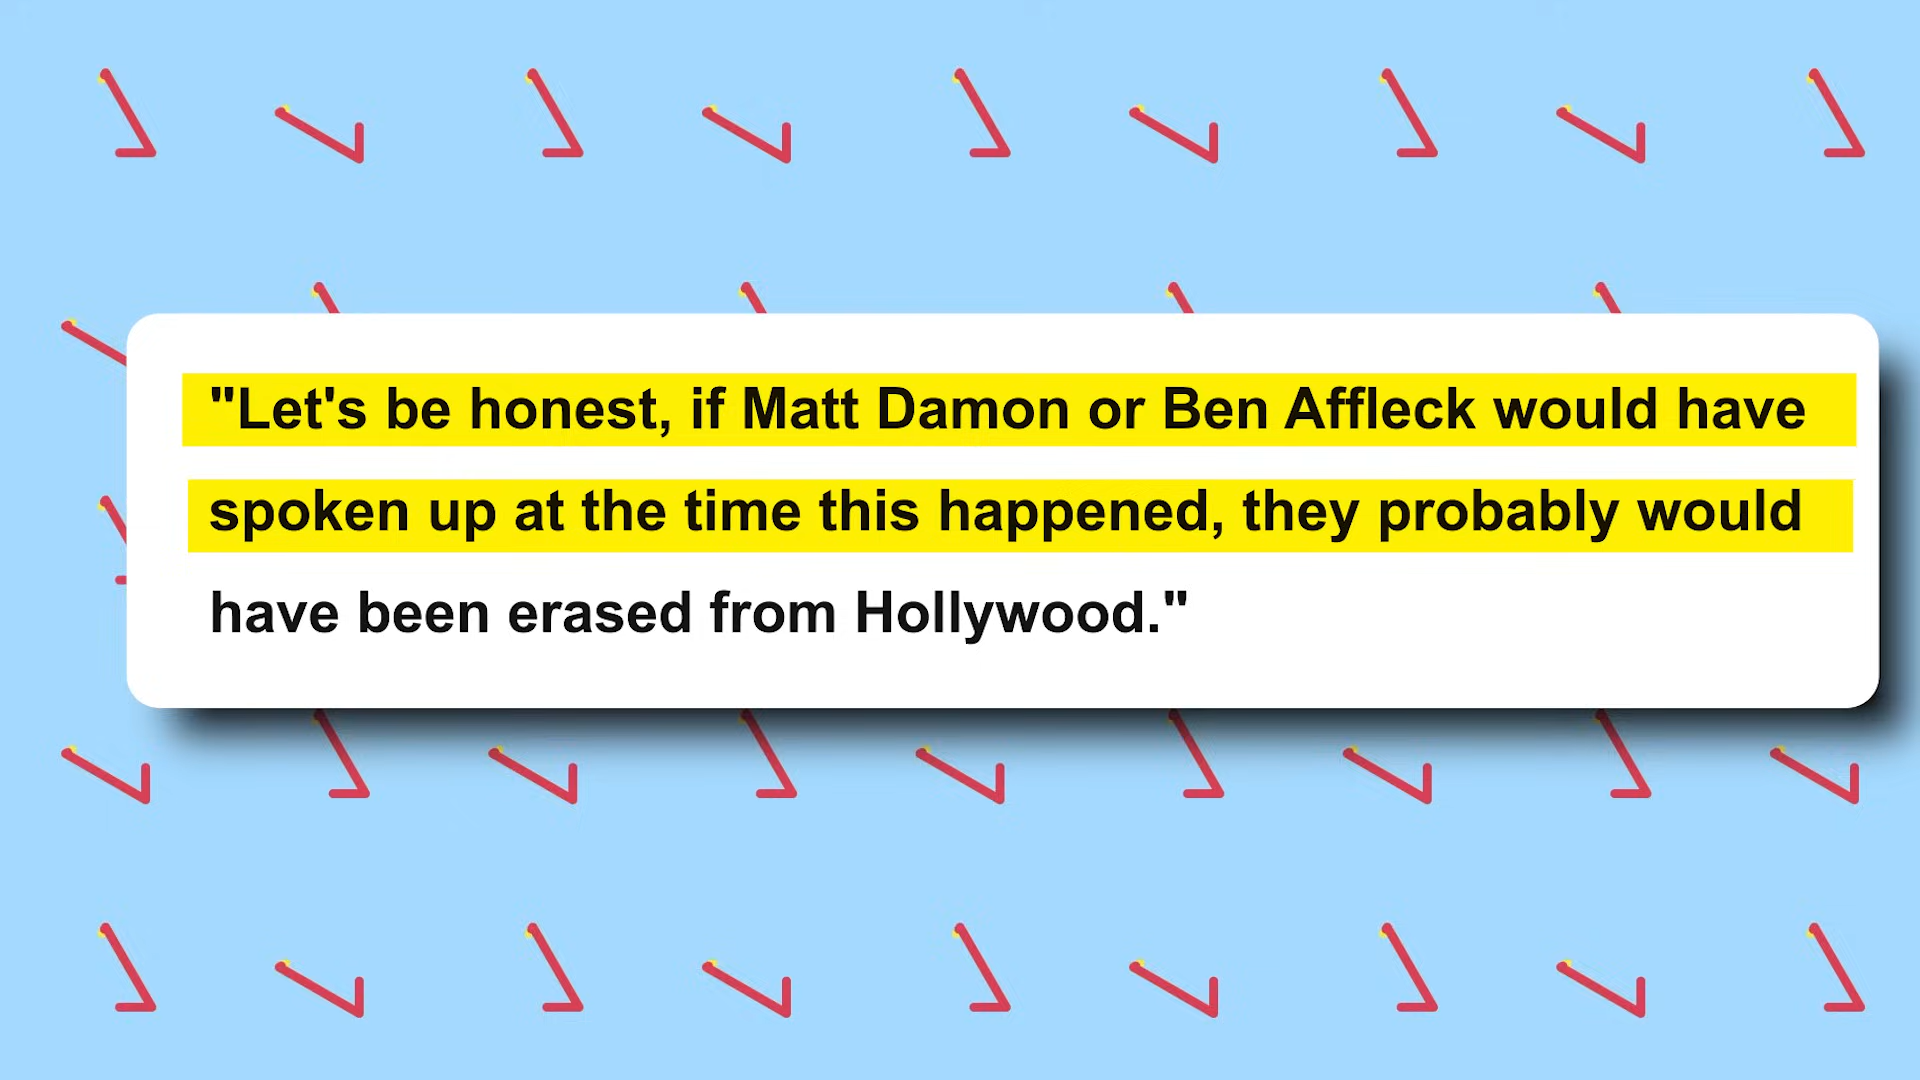 "Let's be honest, if Matt Damon or Ben Affleck would have
spoken up at the time this happened, they probably would
have been erased from Hollywood."